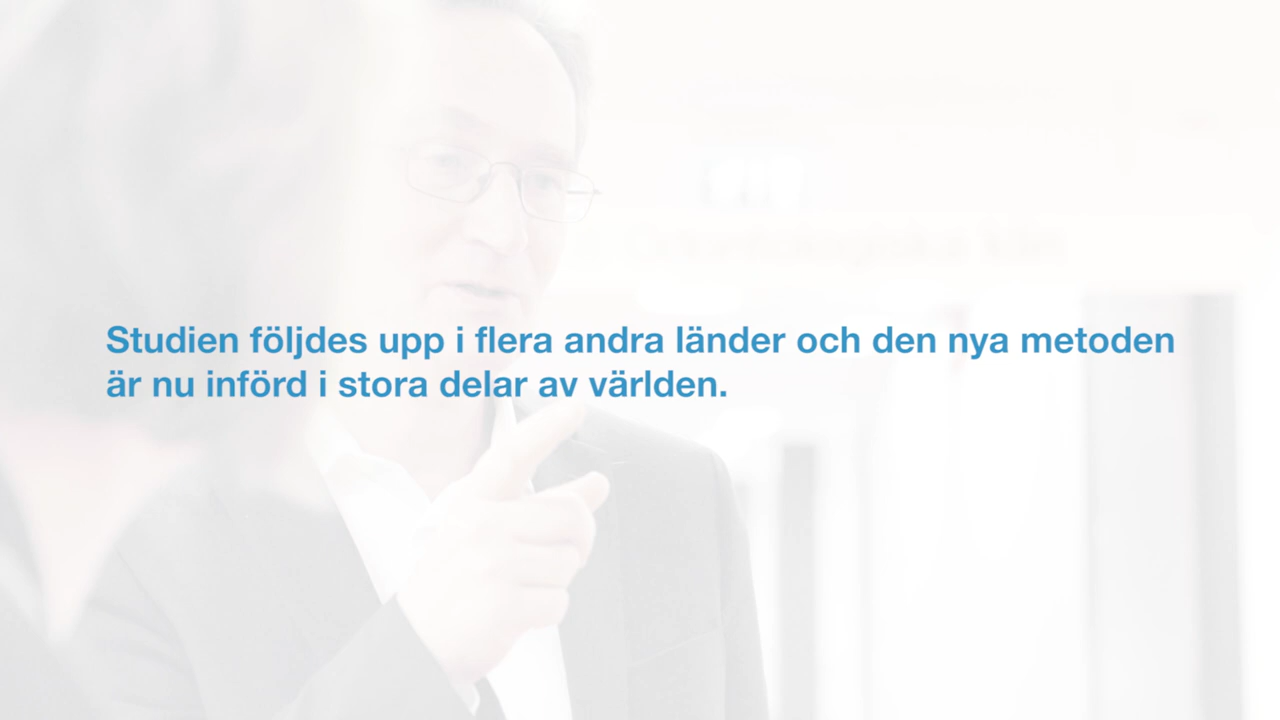 Studien följdes upp i flera andra länder och den nya metoden
är nu införd i stora delar av världen.